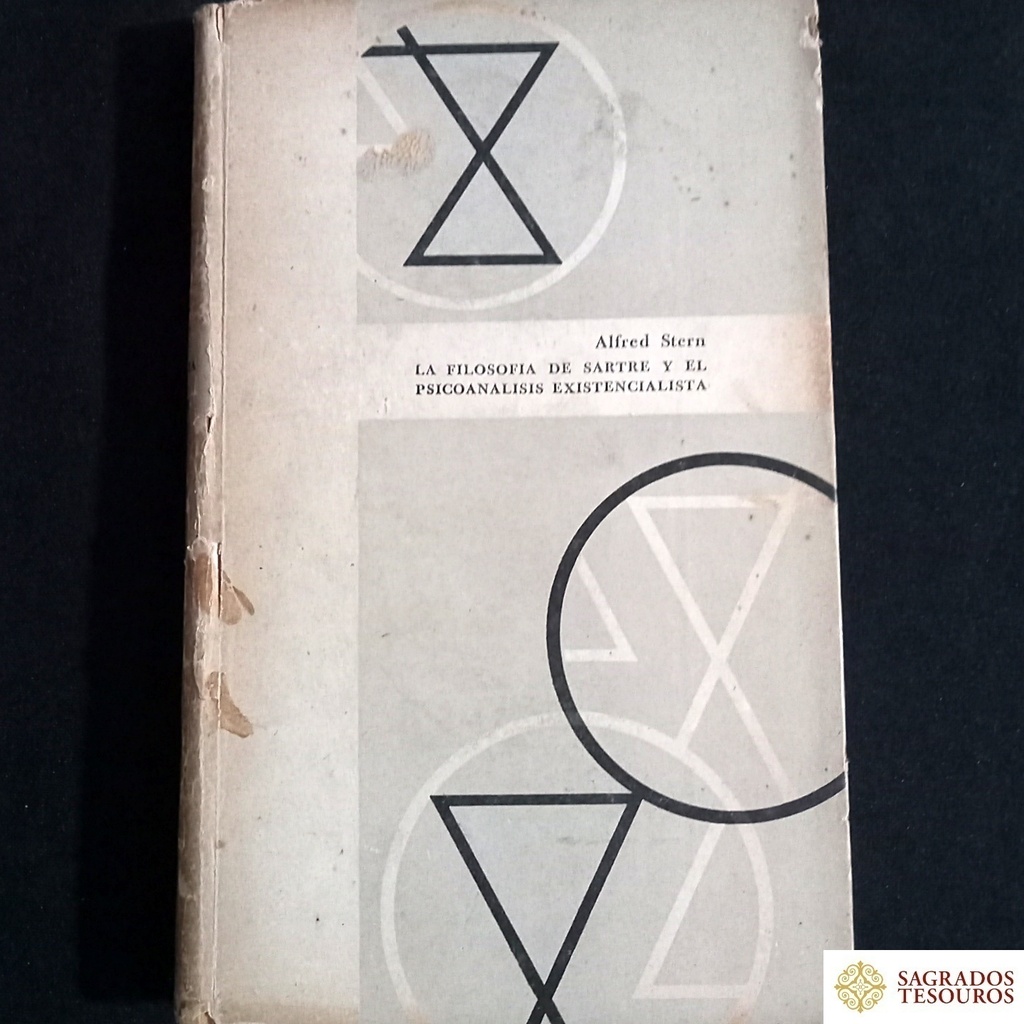 Alfred Stern
LA FILOSOFIA DE SARTRE Y EL
PSICOANALISIS EXISTENCIALISTA
SAGRADOS
TESOUROS